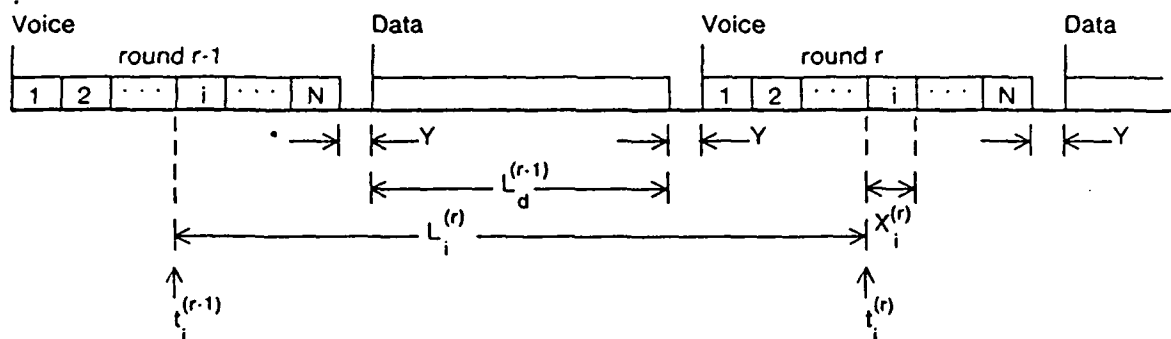 Voice Data Voice Data
round r-1 round r
1 2 ··· i ··· N 1 2 ··· i ··· N
Y Y
L_d^(r-1)
L_i^(r) X_i^(r)
t_i^(r-1) t_i^(r)